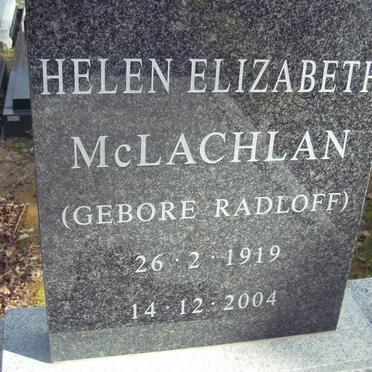 HELEN ELIZABETH
McLACHLAN
(GEBORE RADLOFF)
26 · 2 · 1919
14 · 12 · 2004